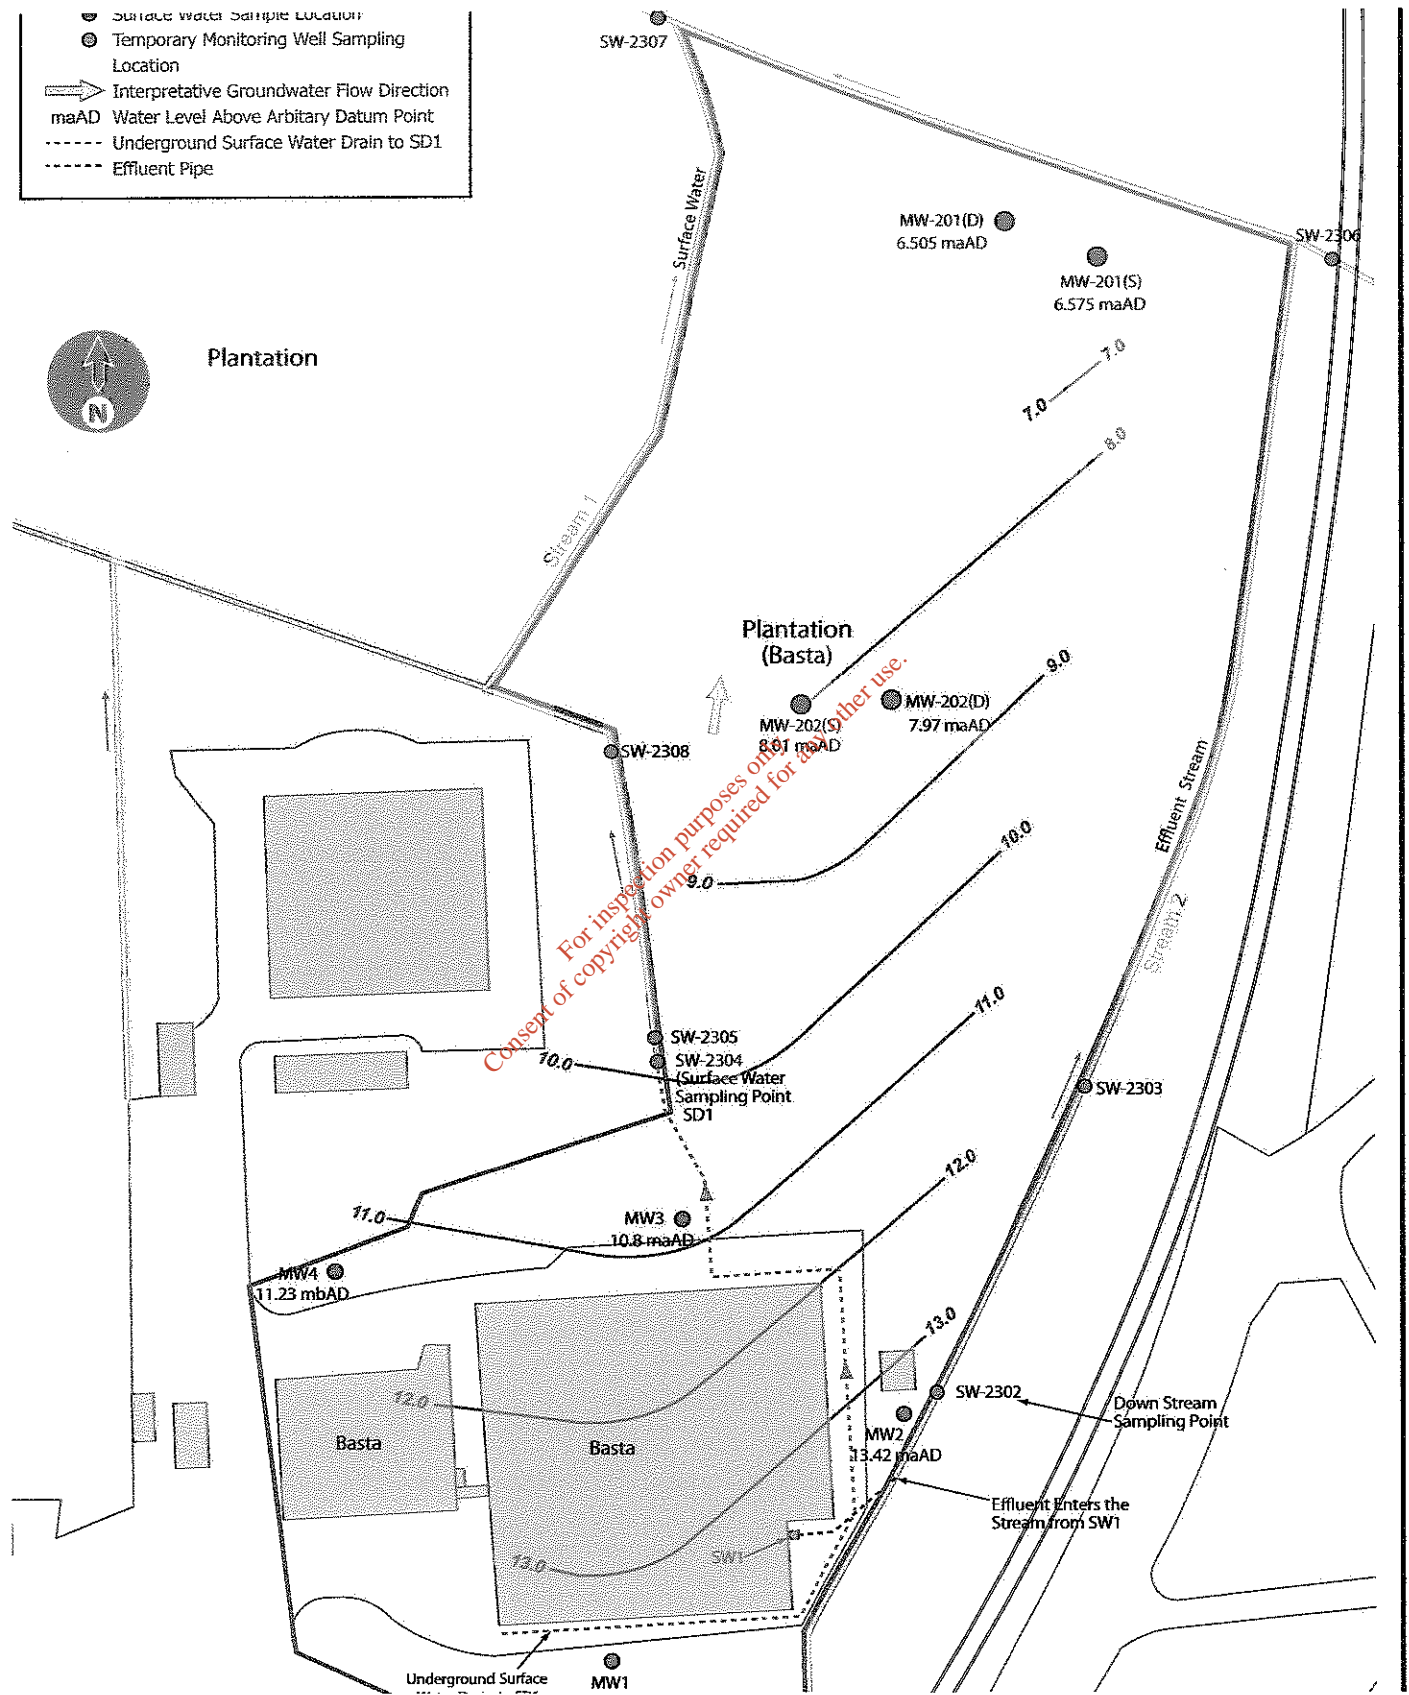 Surface Water Sample Location
Temporary Monitoring Well Sampling
Location
Interpretative Groundwater Flow Direction
maAD Water Level Above Arbitary Datum Point
Underground Surface Water Drain to SD1
Effluent Pipe
SW-2307
Surface Water
MW-201(D)
6.505 maAD
SW-2306
MW-201(S)
6.575 maAD
N
Plantation
7.0
7.0
8.0
Stream 1
Plantation
(Basta)
9.0
MW-202(S)
8.01 maAD
MW-202(D)
7.97 maAD
SW-2308
Effluent Stream
10.0
9.0
For inspection purposes only.
Consent of copyright owner required for any other use.
Stream 2
11.0
SW-2305
10.0
SW-2304
(Surface Water
Sampling Point
SD1
SW-2303
12.0
11.0
MW3
10.8 maAD
MW4
11.23 mbAD
13.0
12.0
SW-2302
Down Stream
Sampling Point
Basta
Basta
MW2
13.42 maAD
Effluent Enters the
Stream from SW1
SW1
13.0
Underground Surface
MW1